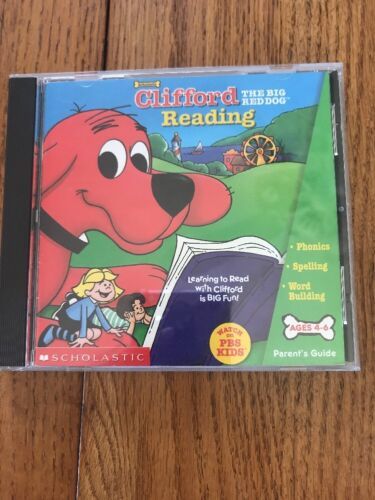 Clifford
THE BIG
RED DOG™
Reading
Learning to Read
with Clifford
is BIG Fun!
• Phonics
• Spelling
• Word
Building
WATCH
ON
PBS
KIDS
AGES 4-6
SCHOLASTIC
Parent's Guide